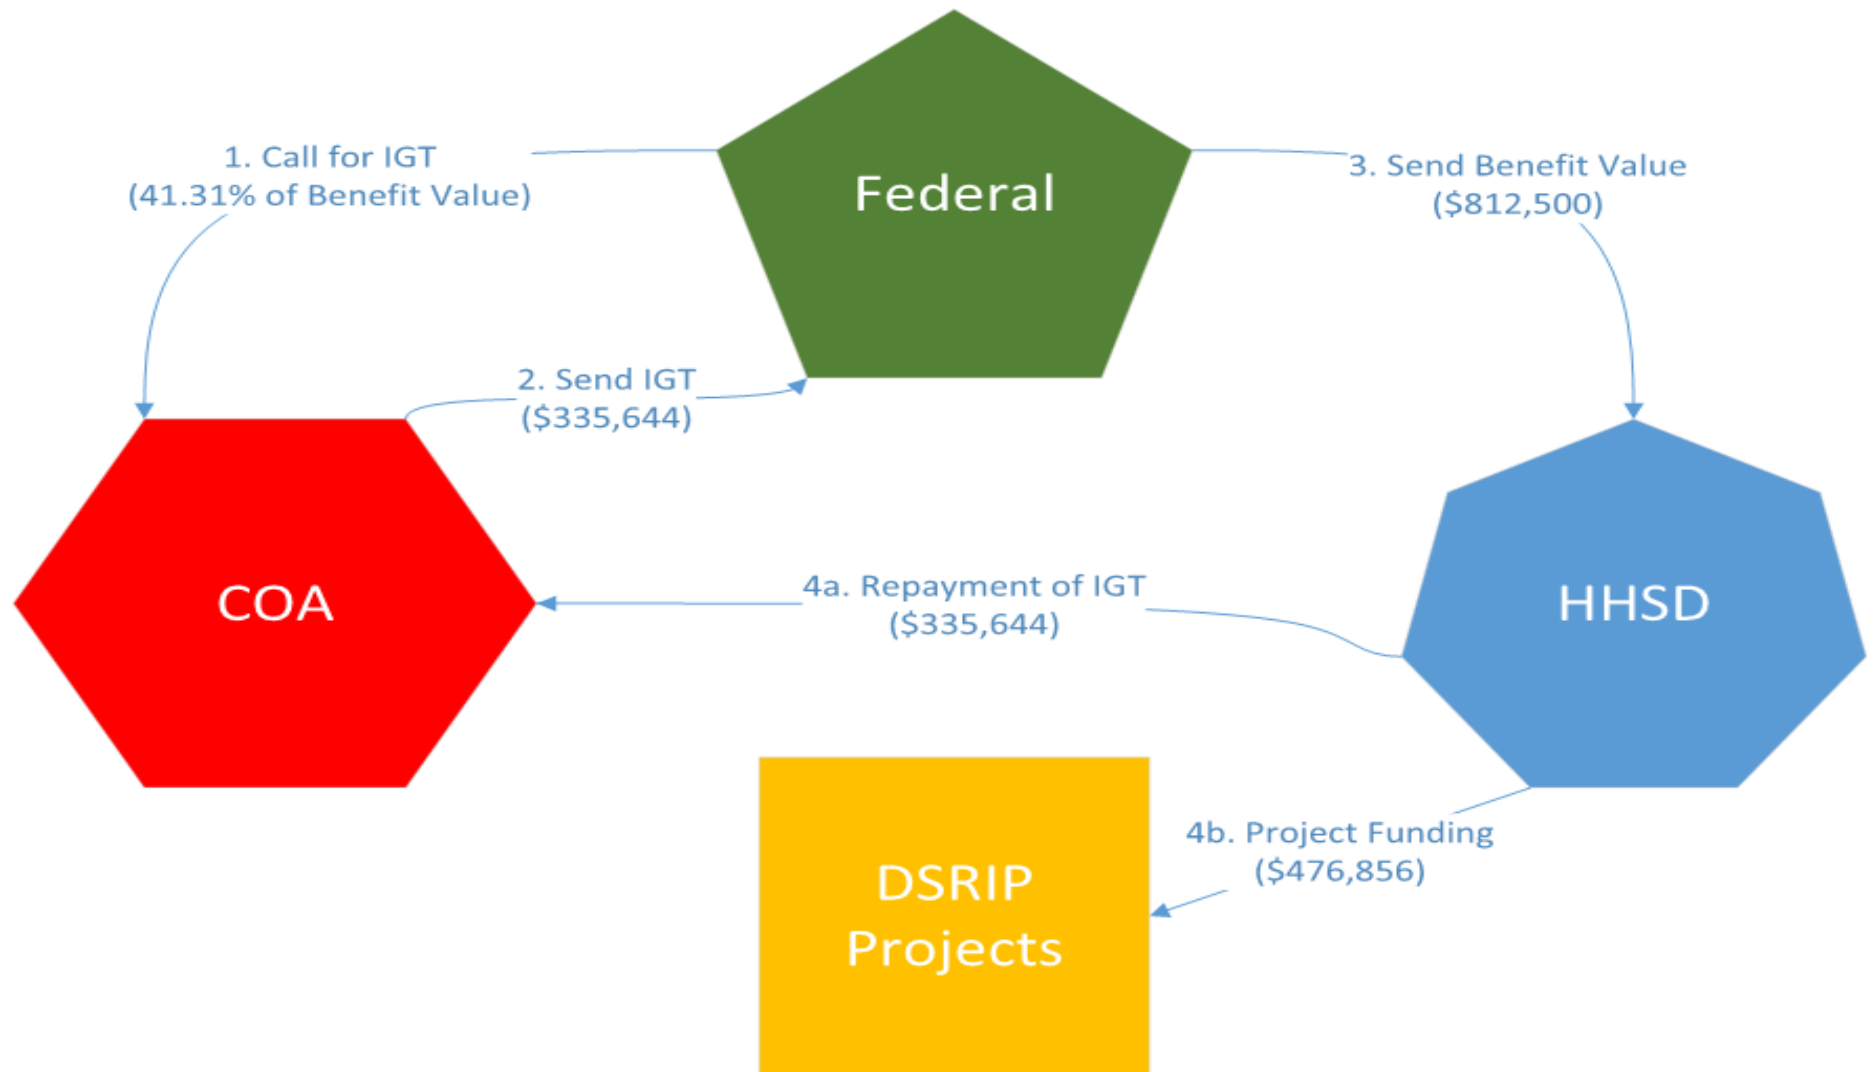 Federal
1. Call for IGT
(41.31% of Benefit Value)
3. Send Benefit Value
($812,500)
2. Send IGT
($335,644)
COA
4a. Repayment of IGT
($335,644)
HHSD
4b. Project Funding
($476,856)
DSRIP
Projects